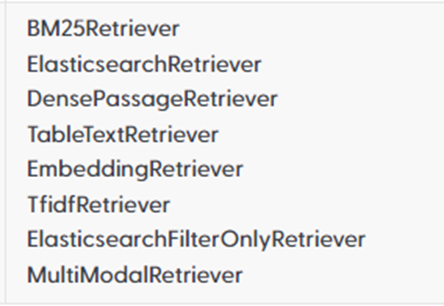 BM25Retriever
ElasticsearchRetriever
DensePassageRetriever
TableTextRetriever
EmbeddingRetriever
TfidfRetriever
ElasticsearchFilterOnlyRetriever
MultiModalRetriever